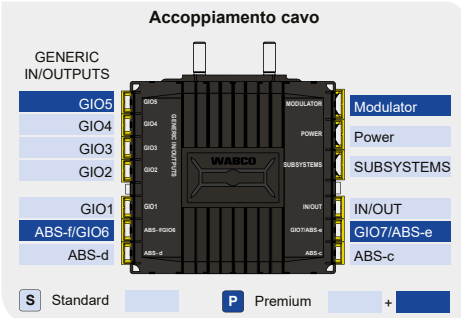 Accoppiamento cavo
GENERIC
IN/OUTPUTS
GIO5
GIO4
GIO3
GIO2
GIO1
ABS-f/GIO6
ABS-d
GIO5
GIO4
GIO3
GIO2
GIO1
ABS-f/GIO6
ABS-d
GENERIC IN/OUTPUTS
WABCO
MODULATOR
POWER
SUBSYSTEMS
IN/OUT
GIO7/ABS-e
ABS-c
Modulator
Power
SUBSYSTEMS
IN/OUT
GIO7/ABS-e
ABS-c
S Standard
P Premium +